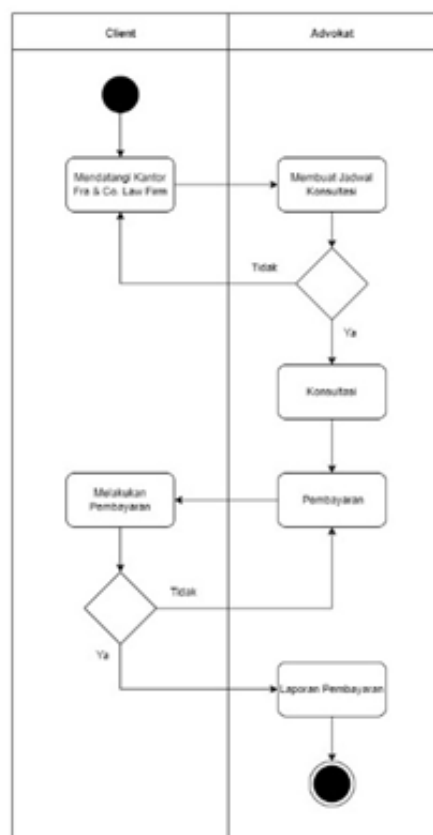 Client
Advokat
Mendatangi Kantor
Fra & Co. Law Firm
Membuat Jadwal
Konsultasi
Tidak
Ya
Konsultasi
Melakukan
Pembayaran
Pembayaran
Tidak
Ya
Laporan Pembayaran